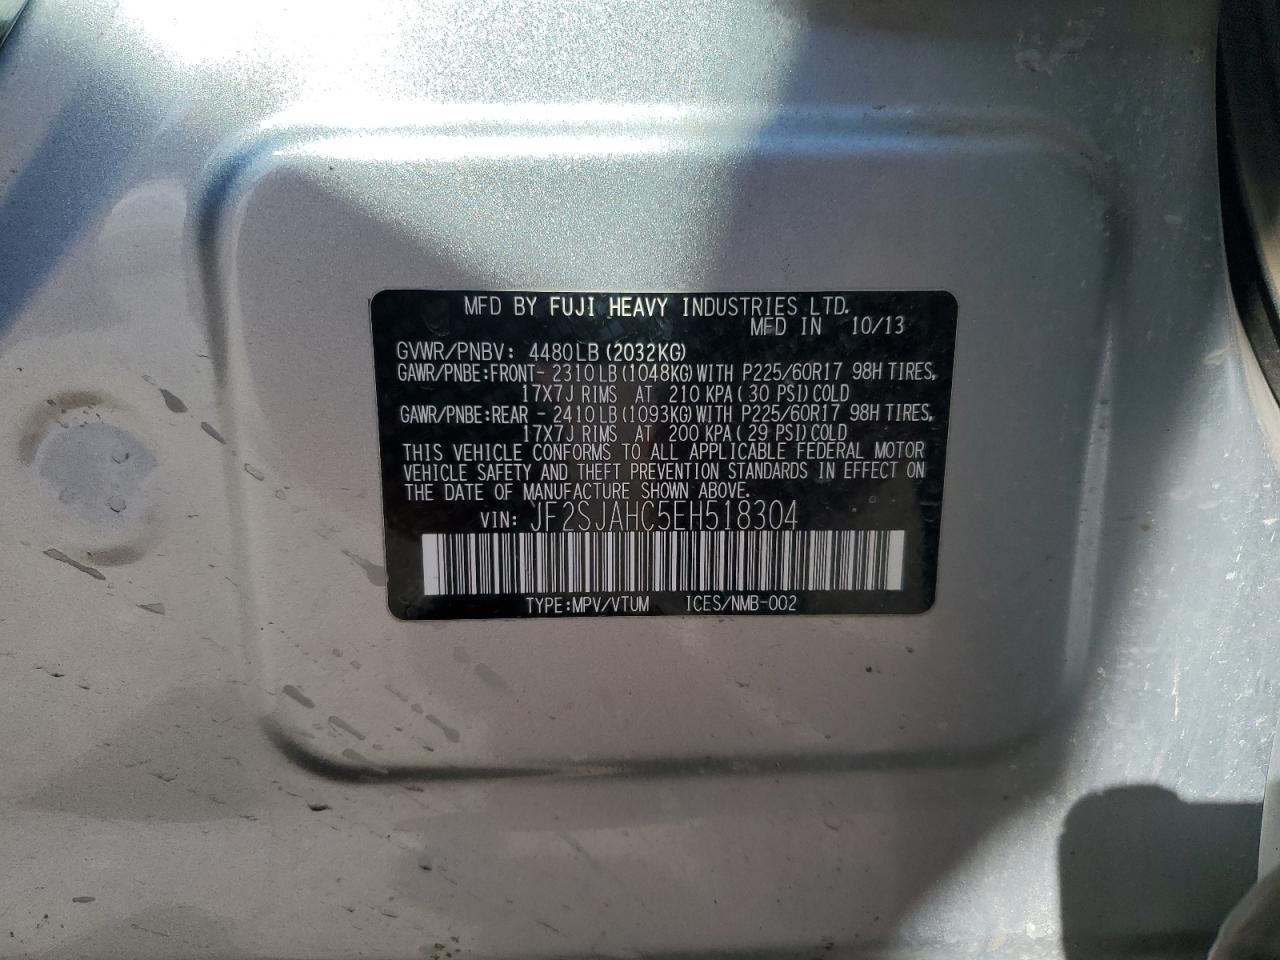 MFD BY FUJI HEAVY INDUSTRIES LTD.
MFD IN 10/13
GVWR/PNBV: 4480LB(2032KG)
GAWR/PNBE:FRONT- 2310LB(1048KG)WITH P225/60R17 98H TIRES,
17X7J RIMS AT 210 KPA(30 PSI)COLD
GAWR/PNBE:REAR - 2410LB(1093KG)WITH P225/60R17 98H TIRES,
17X7J RIMS AT 200 KPA(29 PSI)COLD
THIS VEHICLE CONFORMS TO ALL APPLICABLE FEDERAL MOTOR
VEHICLE SAFETY AND THEFT PREVENTION STANDARDS IN EFFECT ON
THE DATE OF MANUFACTURE SHOWN ABOVE.
VIN: JF2SJAHC5EH518304
TYPE:MPV/VTUM ICES/NMB-002